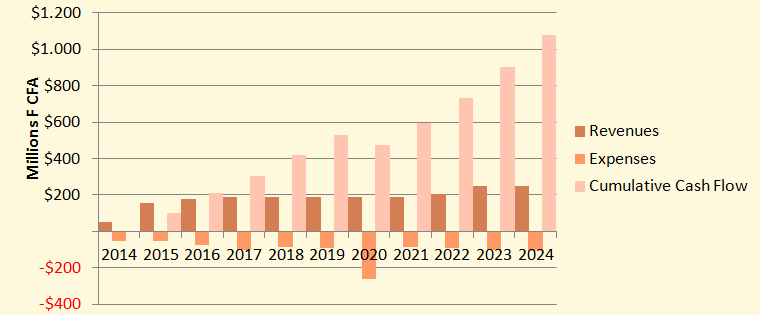 $1.200
$1.000
$800
$600
$400
$200
-$200
-$400
Millions F CFA
2014 2015 2016 2017 2018 2019 2020 2021 2022 2023 2024
Revenues
Expenses
Cumulative Cash Flow